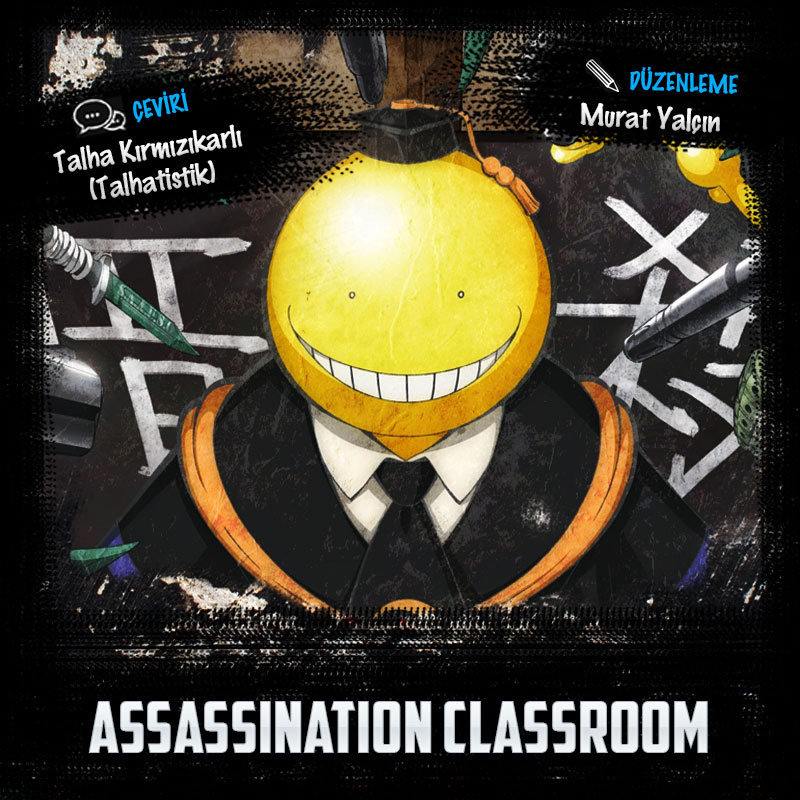 ÇEVİRİ
Talha Kırmızıkarlı
(Talhatistik)
DÜZENLEME
Murat Yalçın
ASSASSINATION CLASSROOM